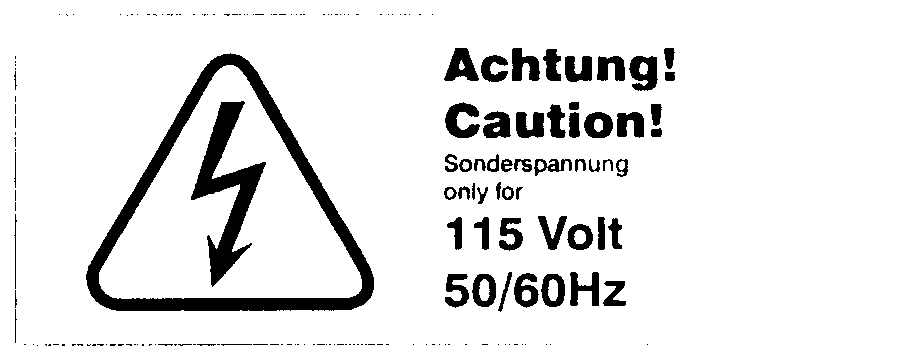 Achtung!
Caution!
Sonderspannung
only for
115 Volt
50/60Hz